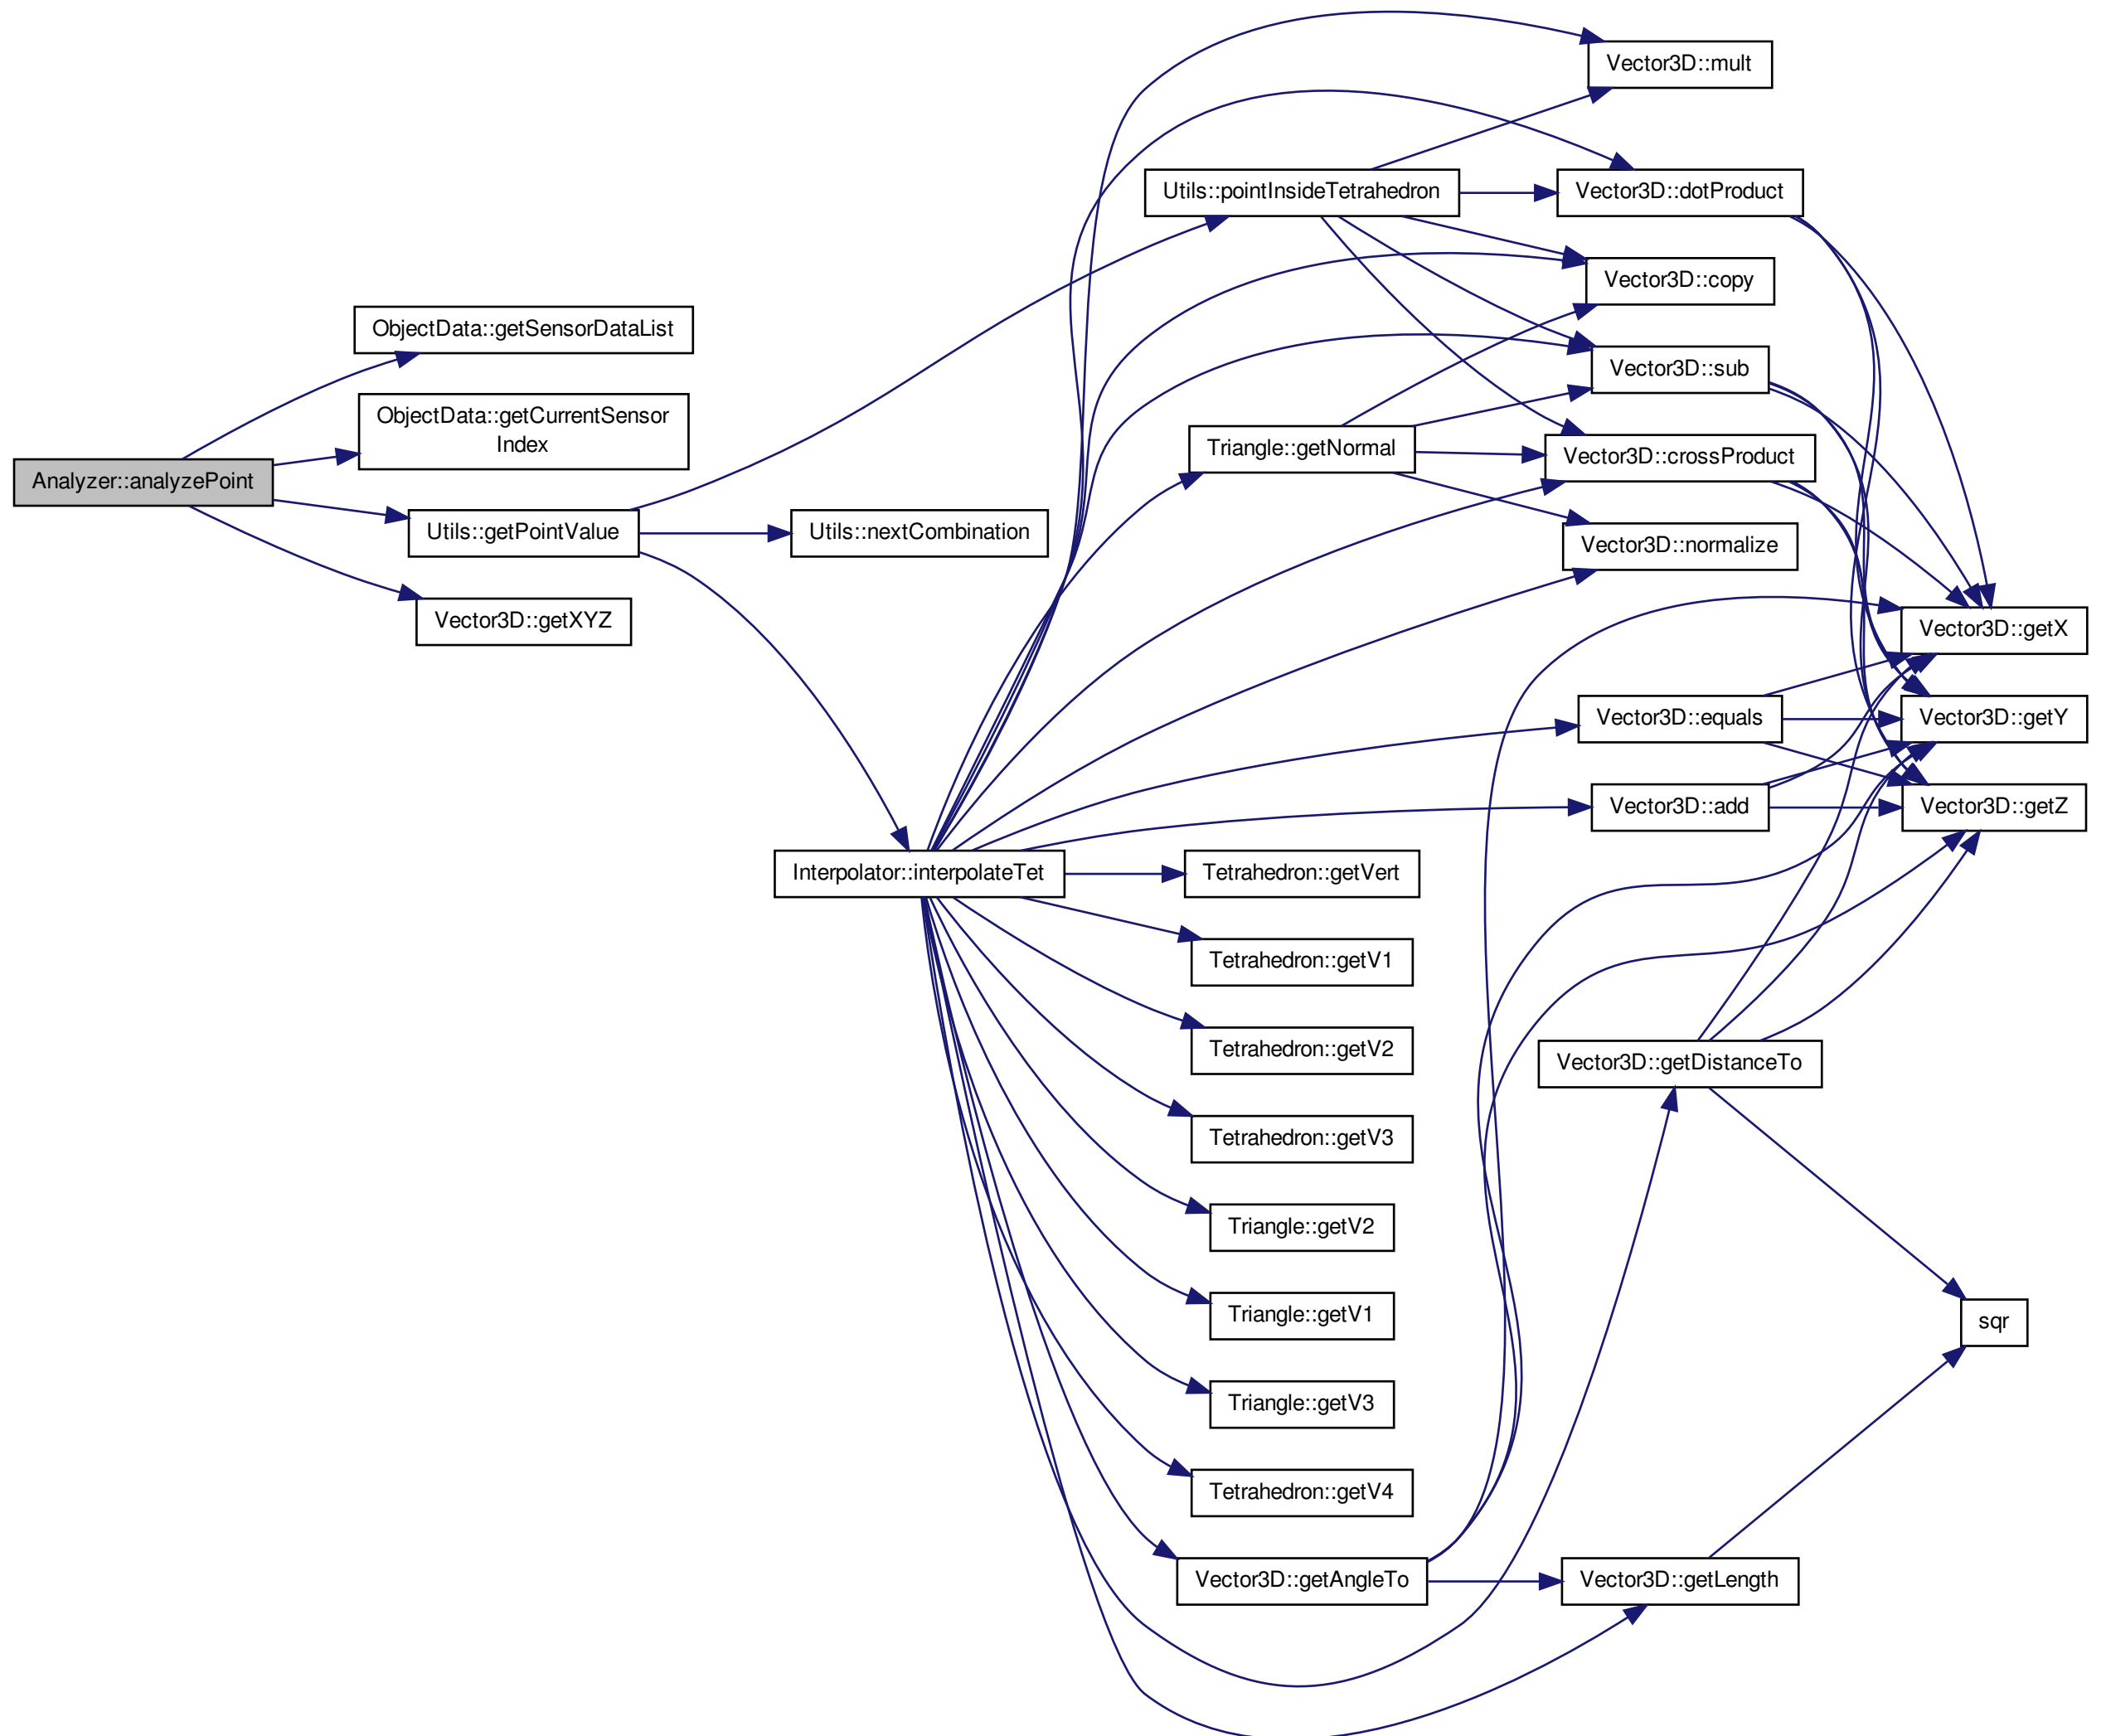 Analyzer::analyzePoint
ObjectData::getSensorDataList
ObjectData::getCurrentSensor
Index
Utils::getPointValue
Vector3D::getXYZ
Utils::nextCombination
Interpolator::interpolateTet
Utils::pointInsideTetrahedron
Triangle::getNormal
Tetrahedron::getVert
Tetrahedron::getV1
Tetrahedron::getV2
Tetrahedron::getV3
Triangle::getV2
Triangle::getV1
Triangle::getV3
Tetrahedron::getV4
Vector3D::getAngleTo
Vector3D::mult
Vector3D::dotProduct
Vector3D::copy
Vector3D::sub
Vector3D::crossProduct
Vector3D::normalize
Vector3D::equals
Vector3D::add
Vector3D::getDistanceTo
Vector3D::getLength
Vector3D::getX
Vector3D::getY
Vector3D::getZ
sqr